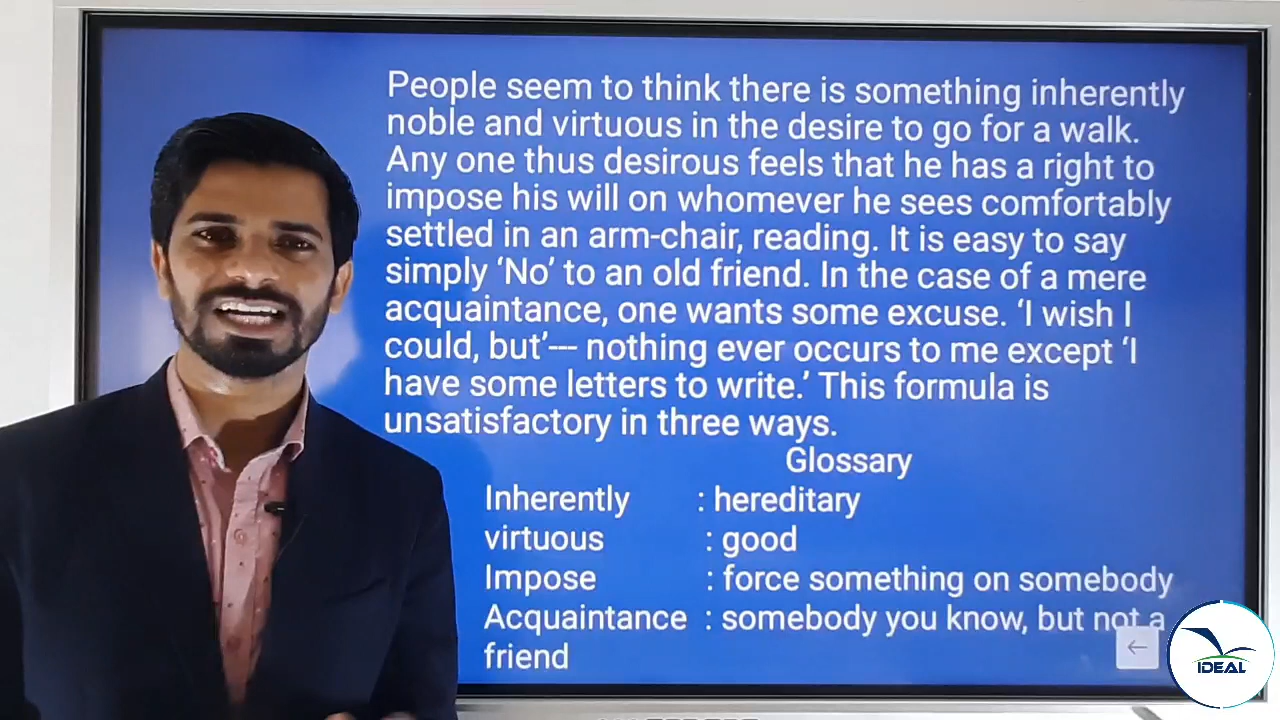 People seem to think there is something inherently
noble and virtuous in the desire to go for a walk.
Any one thus desirous feels that he has a right to
impose his will on whomever he sees comfortably
settled in an arm-chair, reading. It is easy to say
simply ‘No’ to an old friend. In the case of a mere
acquaintance, one wants some excuse. ‘I wish I
could, but’--- nothing ever occurs to me except ‘I
have some letters to write.’ This formula is
unsatisfactory in three ways.
Glossary
Inherently : hereditary
virtuous : good
Impose : force something on somebody
Acquaintance : somebody you know, but not a
friend
IDEAL